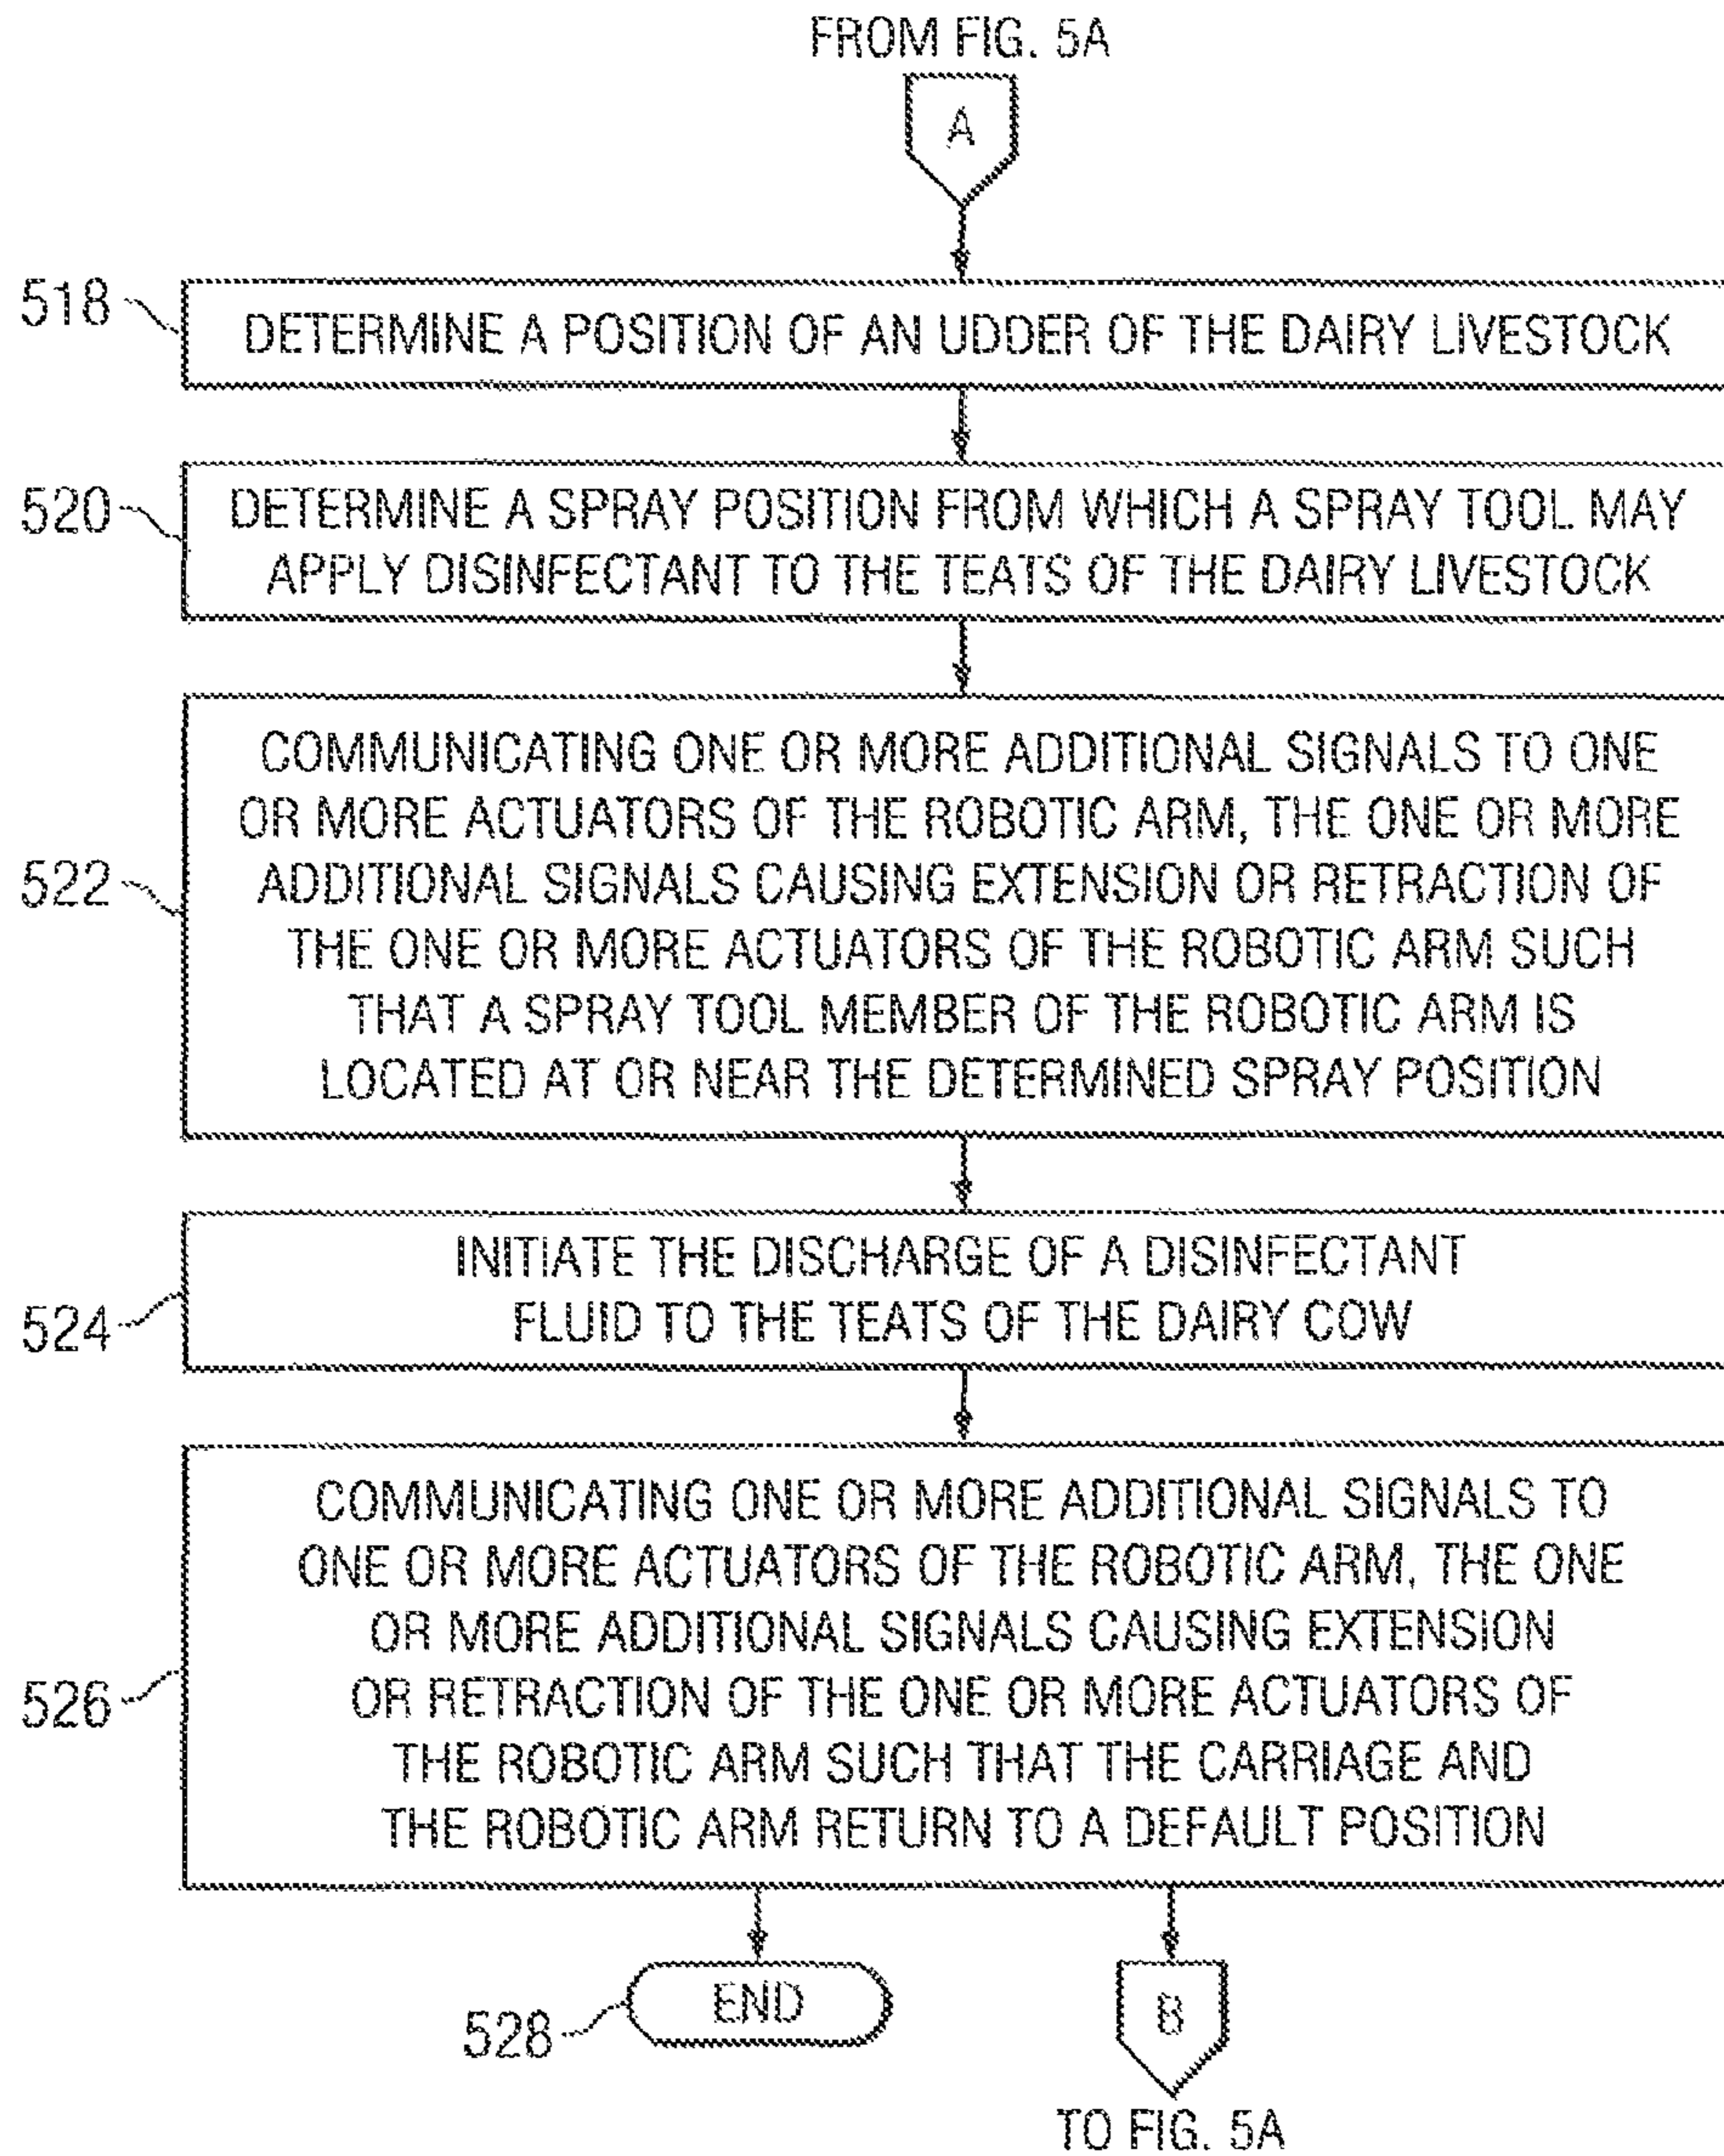 FROM FIG. 5A
A
518
DETERMINE A POSITION OF AN UDDER OF THE DAIRY LIVESTOCK
520
DETERMINE A SPRAY POSITION FROM WHICH A SPRAY TOOL MAY
APPLY DISINFECTANT TO THE TEATS OF THE DAIRY LIVESTOCK
522
COMMUNICATING ONE OR MORE ADDITIONAL SIGNALS TO ONE
OR MORE ACTUATORS OF THE ROBOTIC ARM, THE ONE OR MORE
ADDITIONAL SIGNALS CAUSING EXTENSION OR RETRACTION OF
THE ONE OR MORE ACTUATORS OF THE ROBOTIC ARM SUCH
THAT A SPRAY TOOL MEMBER OF THE ROBOTIC ARM IS
LOCATED AT OR NEAR THE DETERMINED SPRAY POSITION
524
INITIATE THE DISCHARGE OF A DISINFECTANT
FLUID TO THE TEATS OF THE DAIRY COW
526
COMMUNICATING ONE OR MORE ADDITIONAL SIGNALS TO
ONE OR MORE ACTUATORS OF THE ROBOTIC ARM, THE ONE
OR MORE ADDITIONAL SIGNALS CAUSING EXTENSION
OR RETRACTION OF THE ONE OR MORE ACTUATORS OF
THE ROBOTIC ARM SUCH THAT THE CARRIAGE AND
THE ROBOTIC ARM RETURN TO A DEFAULT POSITION
528
END
B
TO FIG. 5A